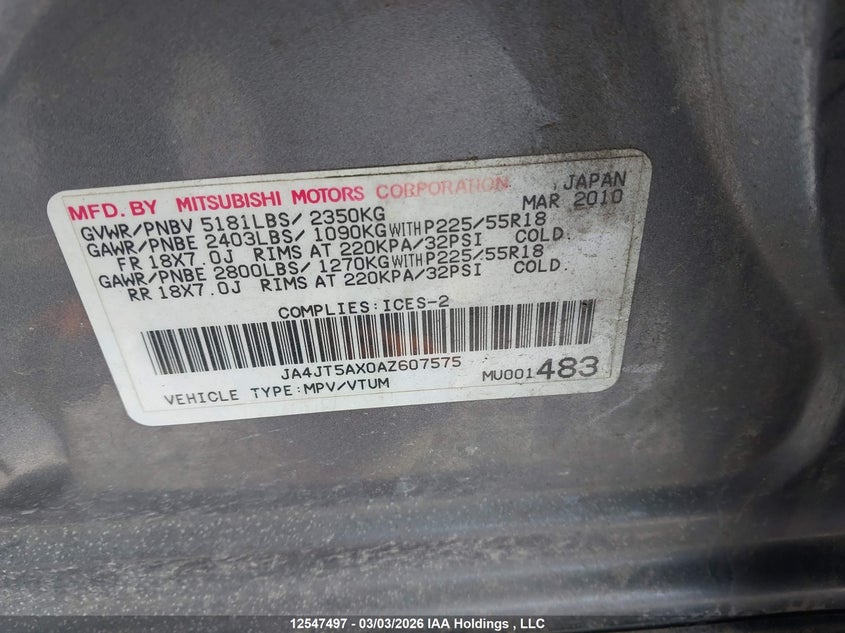 MFD. BY MITSUBISHI MOTORS CORPORATION JAPAN
GVWR/PNBV 5181LBS/ 2350KG MAR 2010
GAWR/PNBE 2403LBS/ 1090KG WITH P225/55R18
FR 18X7.0J RIMS AT 220KPA/32PSI COLD
GAWR/PNBE 2800LBS/ 1270KG WITH P225/55R18
RR 18X7.0J RIMS AT 220KPA/32PSI COLD
COMPLIES:ICES-2
JA4JT5AX0AZ607575
VEHICLE TYPE:MPV/VTUM MU001483
12547497 - 03/03/2026 IAA Holdings , LLC